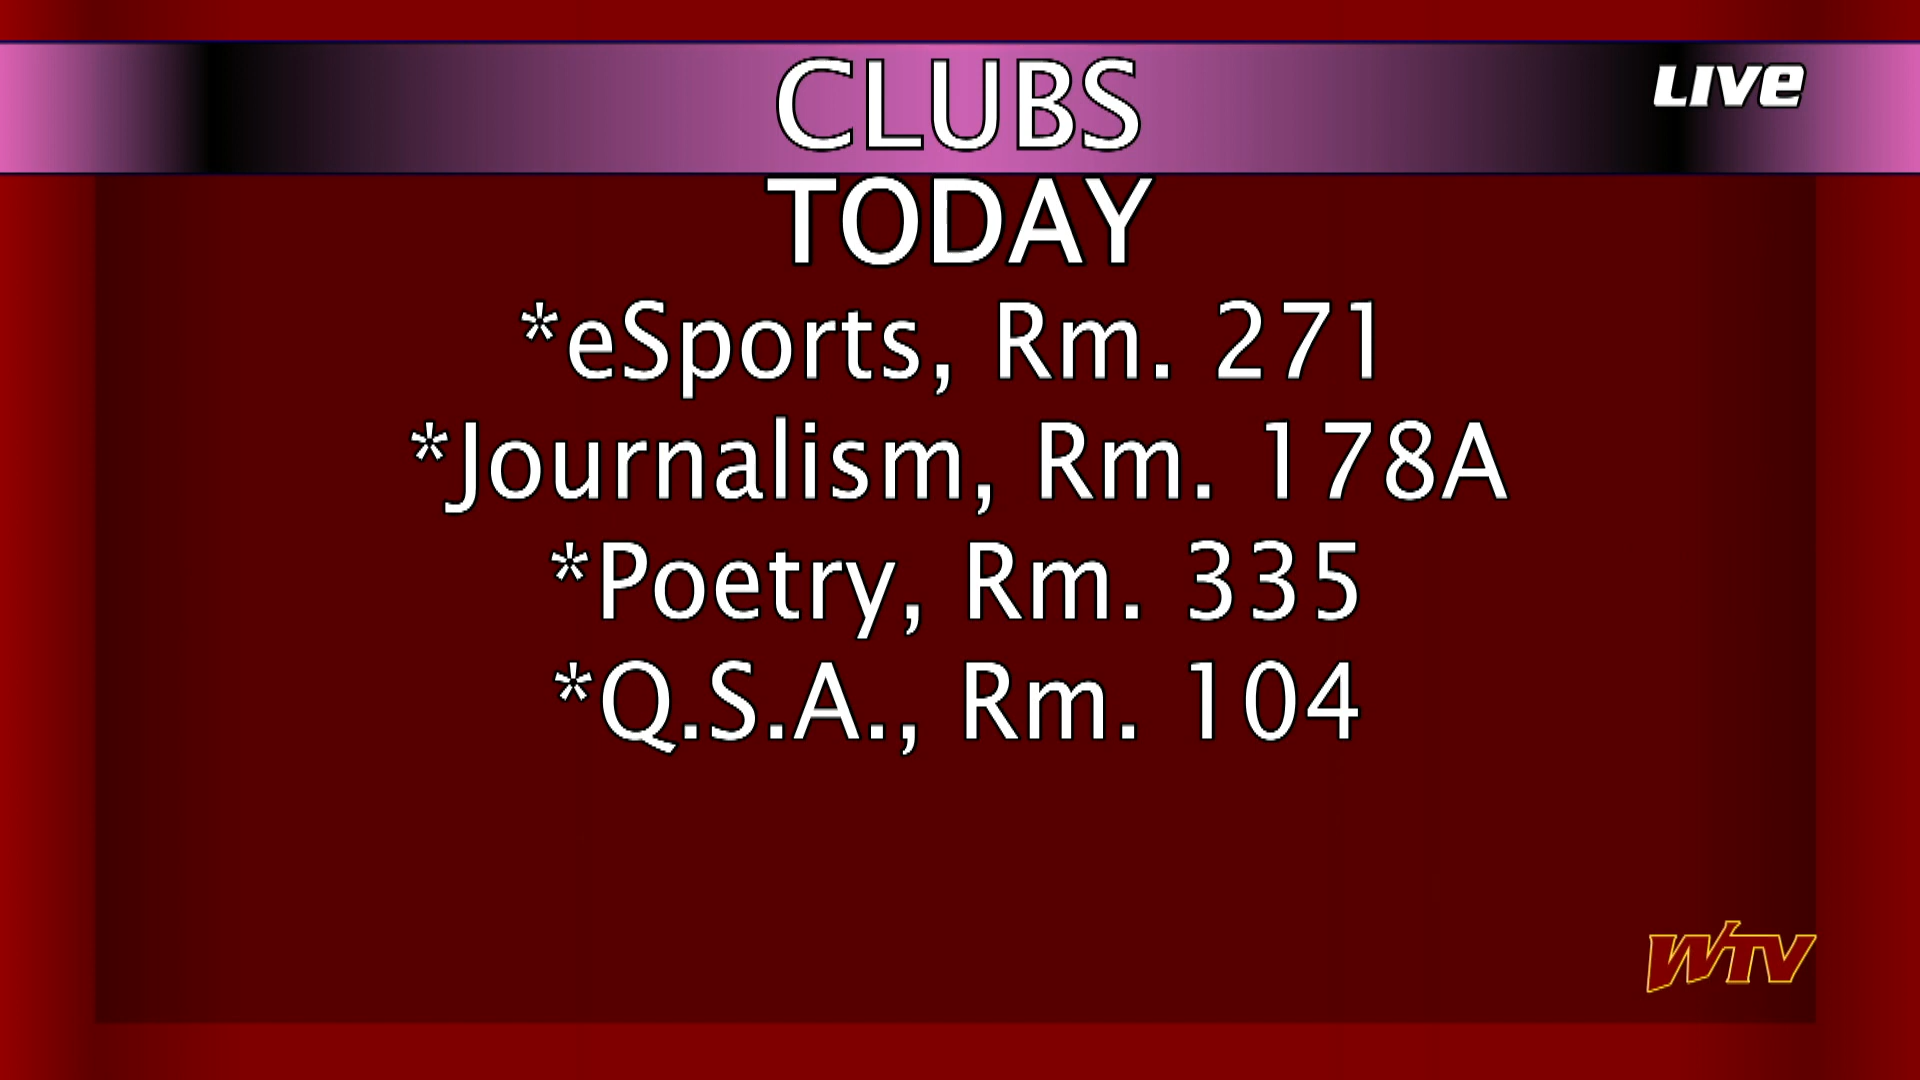 CLUBS
LIVe
TODAY
*eSports, Rm. 271
*Journalism, Rm. 178A
*Poetry, Rm. 335
*Q.S.A., Rm. 104
WTV